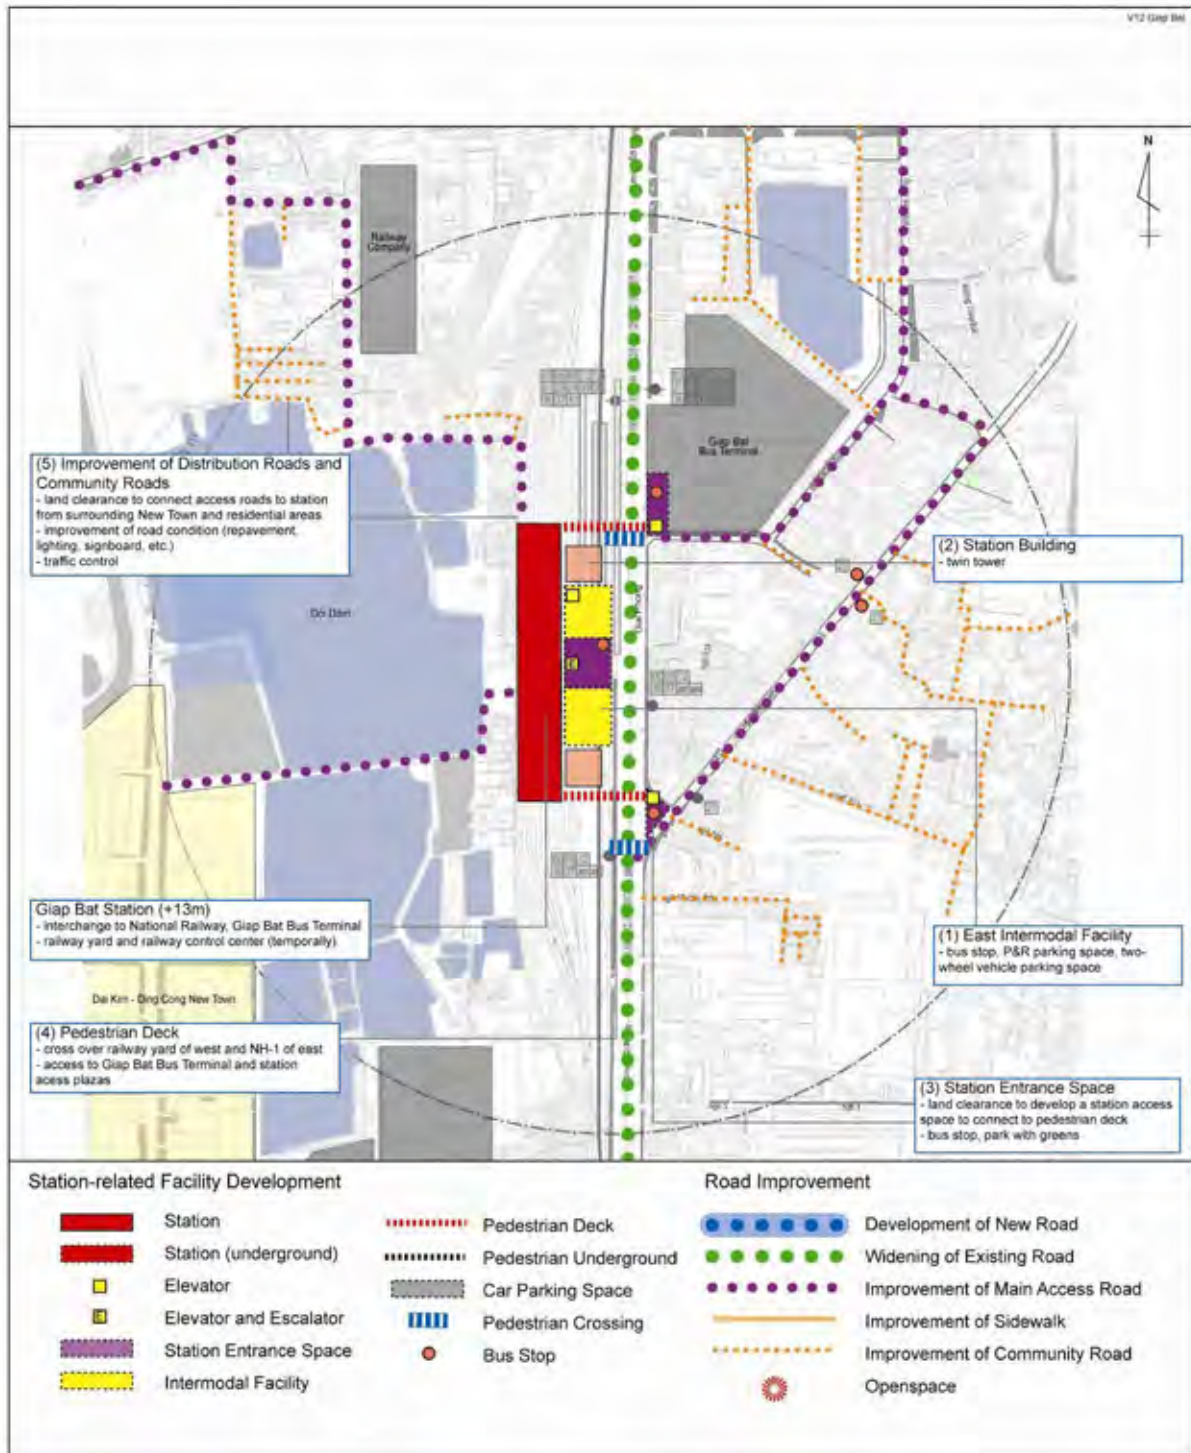 V12 Giap Bat
N
Railway
Company
Giap Bat
Bus Terminal
(5) Improvement of Distribution Roads and
Community Roads
- land clearance to connect access roads to station
from surrounding New Town and residential areas
- improvement of road condition (repavement,
lighting, signboard, etc.)
- traffic control
(2) Station Building
- twin tower
Do Dam
Giap Bat Station (+13m)
- interchange to National Railway, Giap Bat Bus Terminal
- railway yard and railway control center (temporally)
(1) East Intermodal Facility
- bus stop, P&R parking space, two-
wheel vehicle parking space
Dai Kim - Ding Cong New Town
(4) Pedestrian Deck
- cross over railway yard of west and NH-1 of east
- access to Giap Bat Bus Terminal and station
acess plazas
(3) Station Entrance Space
- land clearance to develop a station access
space to connect to pedestrian deck
- bus stop, park with greens
Station-related Facility Development
Station
Station (underground)
Elevator
E
Elevator and Escalator
Station Entrance Space
Intermodal Facility
Pedestrian Deck
Pedestrian Underground
Car Parking Space
Pedestrian Crossing
Bus Stop
Road Improvement
Development of New Road
Widening of Existing Road
Improvement of Main Access Road
Improvement of Sidewalk
Improvement of Community Road
Openspace